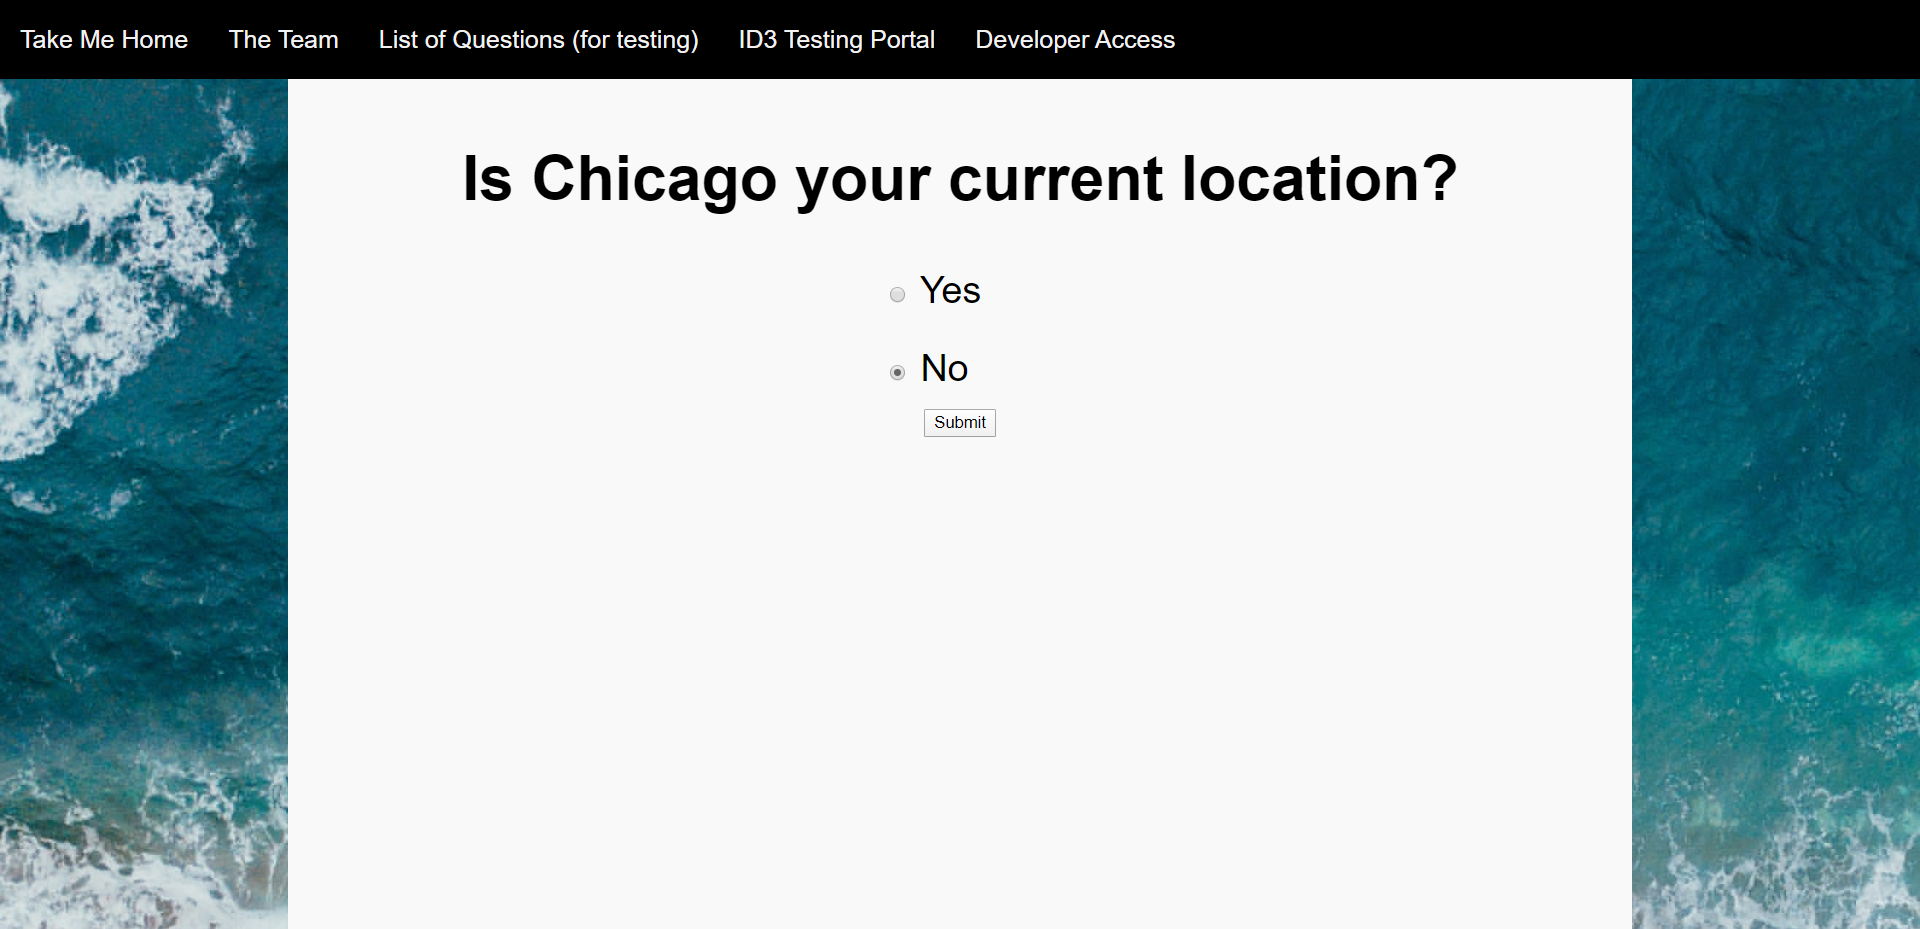 Take Me Home The Team List of Questions (for testing) ID3 Testing Portal Developer Access
Is Chicago your current location?
Yes
No
Submit